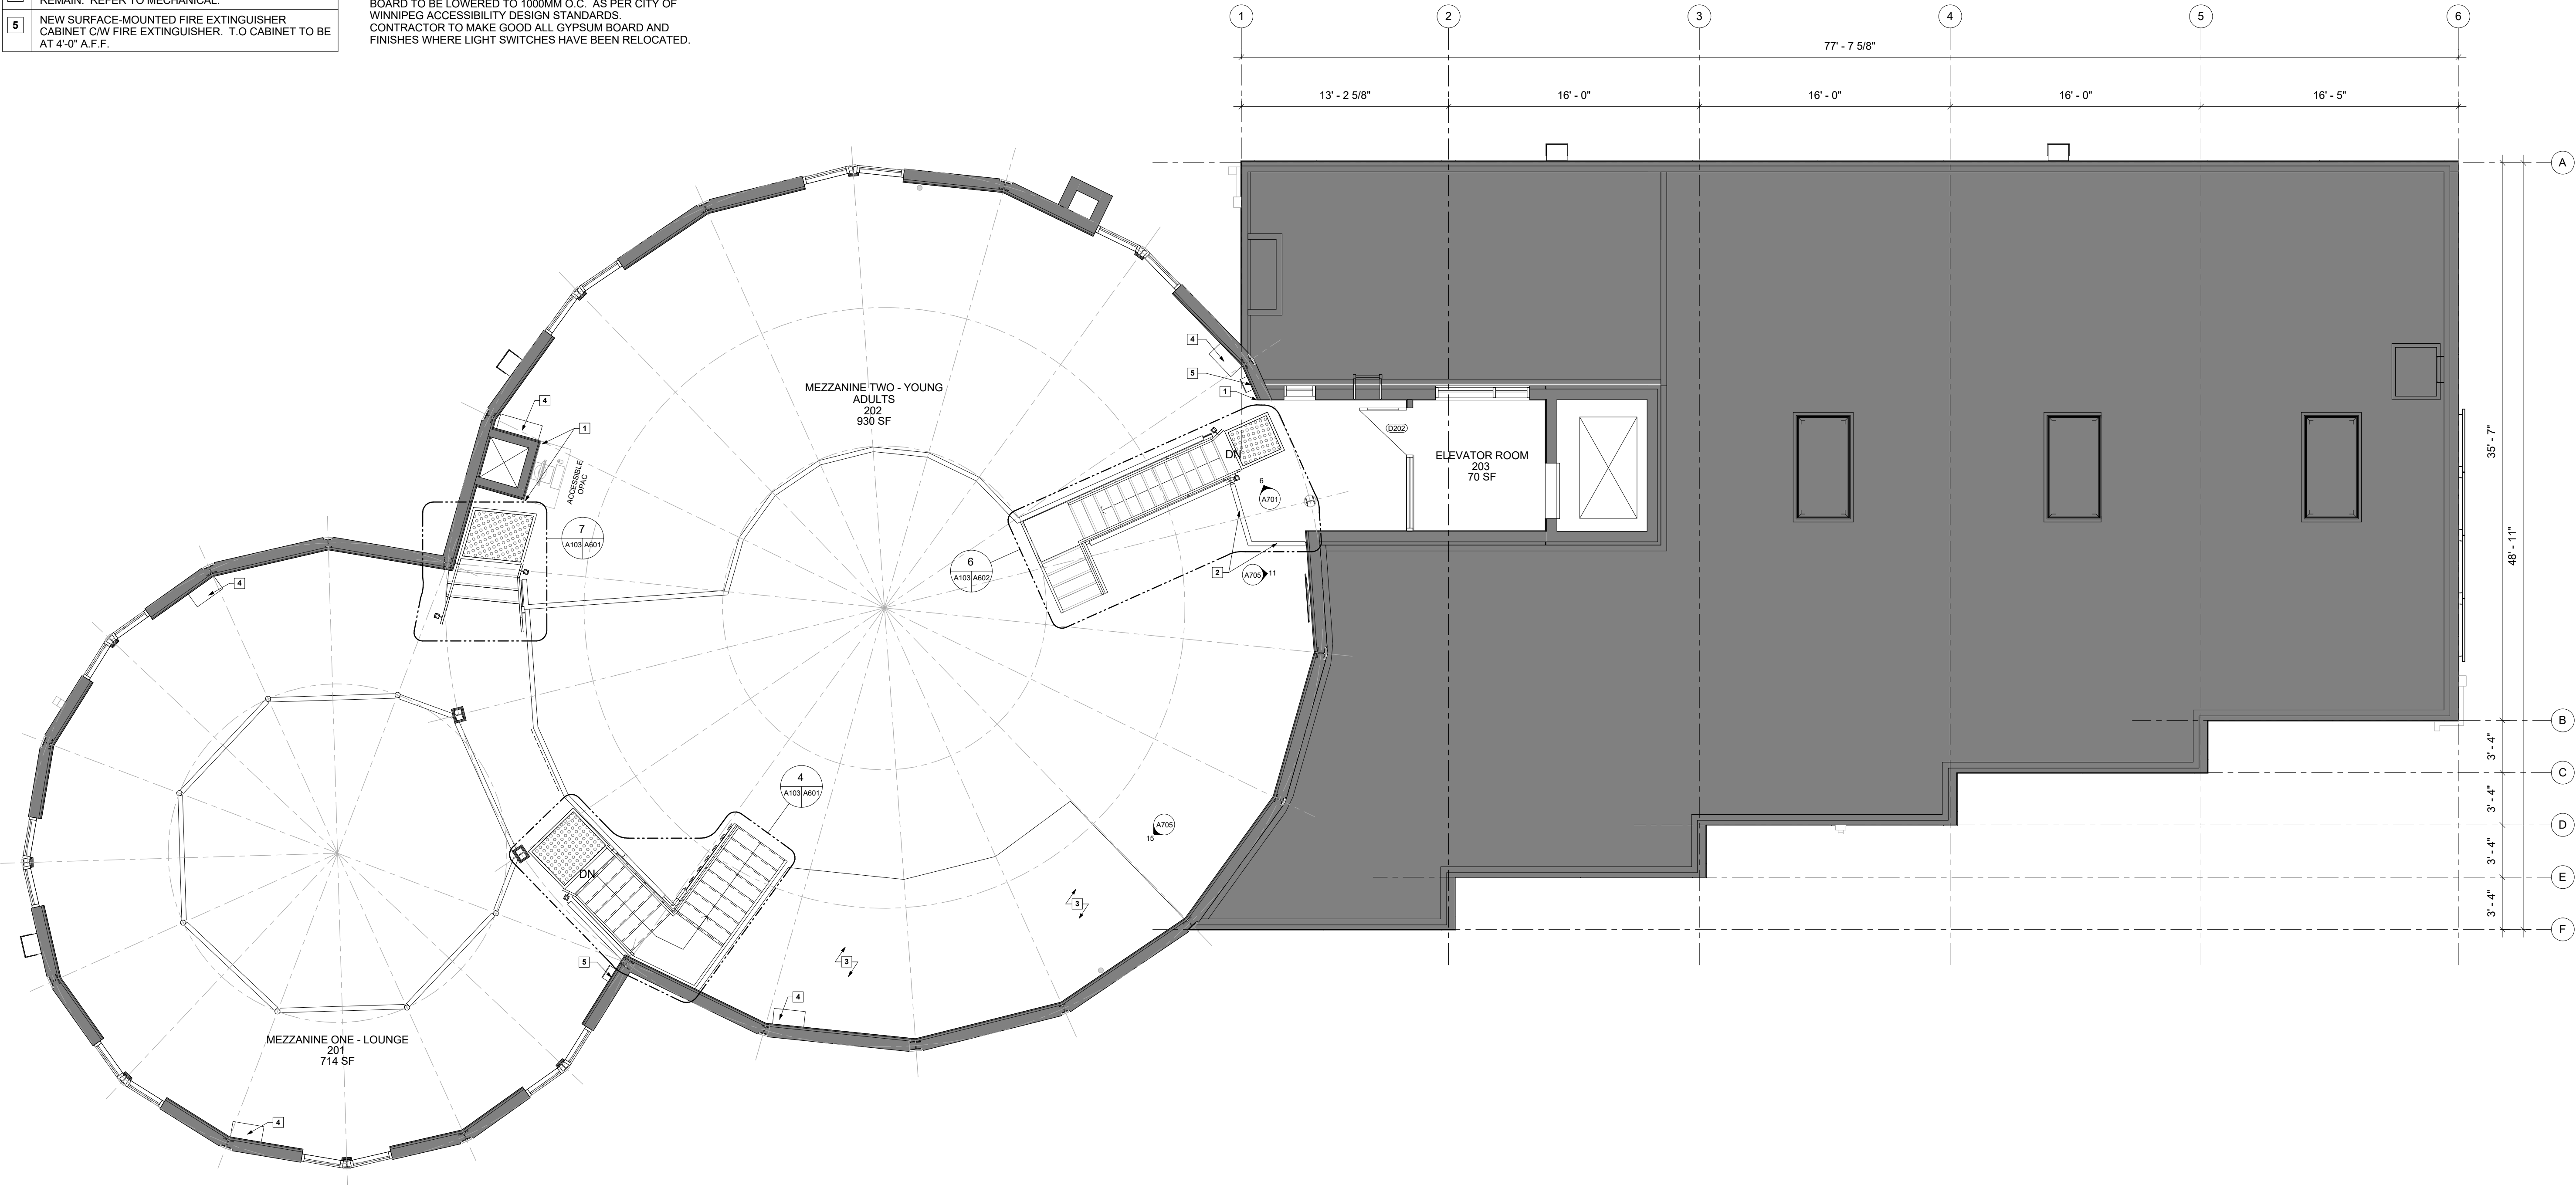 REMAIN. REFER TO MECHANICAL.
5
NEW SURFACE-MOUNTED FIRE EXTINGUISHER
CABINET C/W FIRE EXTINGUISHER. T.O CABINET TO BE
AT 4'-0" A.F.F.
BOARD TO BE LOWERED TO 1000MM O.C. AS PER CITY OF
WINNIPEG ACCESSIBILITY DESIGN STANDARDS.
CONTRACTOR TO MAKE GOOD ALL GYPSUM BOARD AND
FINISHES WHERE LIGHT SWITCHES HAVE BEEN RELOCATED.
1
2
3
4
5
6
77' - 7 5/8"
13' - 2 5/8"
16' - 0"
16' - 0"
16' - 0"
16' - 5"
A
B
C
D
E
F
35' - 7"
48' - 11"
3' - 4"
3' - 4"
3' - 4"
3' - 4"
MEZZANINE TWO - YOUNG
ADULTS
202
930 SF
4
5
1
4
1
ACCESSIBLE
OPAC
DN
D202
ELEVATOR ROOM
203
70 SF
6
A701
7
A103 A601
6
A103 A602
2
A705
11
4
4
A103 A601
A705
15
DN
3
3
5
4
MEZZANINE ONE - LOUNGE
201
714 SF
4